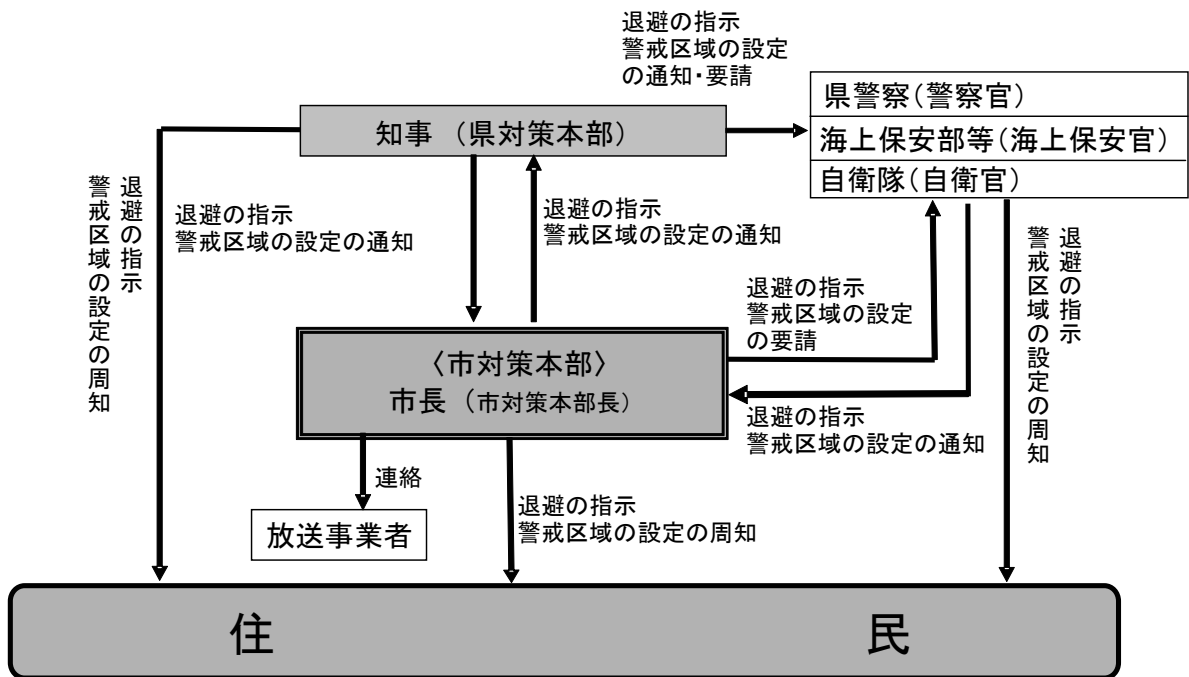 退避の指示
警戒区域の設定
の通知・要請
県警察（警察官）
海上保安部等（海上保安官）
自衛隊（自衛官）
知事 （県対策本部）
退避の指示
警戒区域の設定の周知
退避の指示
警戒区域の設定の通知
退避の指示
警戒区域の設定の通知
退避の指示
警戒区域の設定
の要請
退避の指示
警戒区域の設定の周知
〈市対策本部〉
市長 （市対策本部長）
退避の指示
警戒区域の設定の通知
連絡
放送事業者
退避の指示
警戒区域の設定の周知
住 民